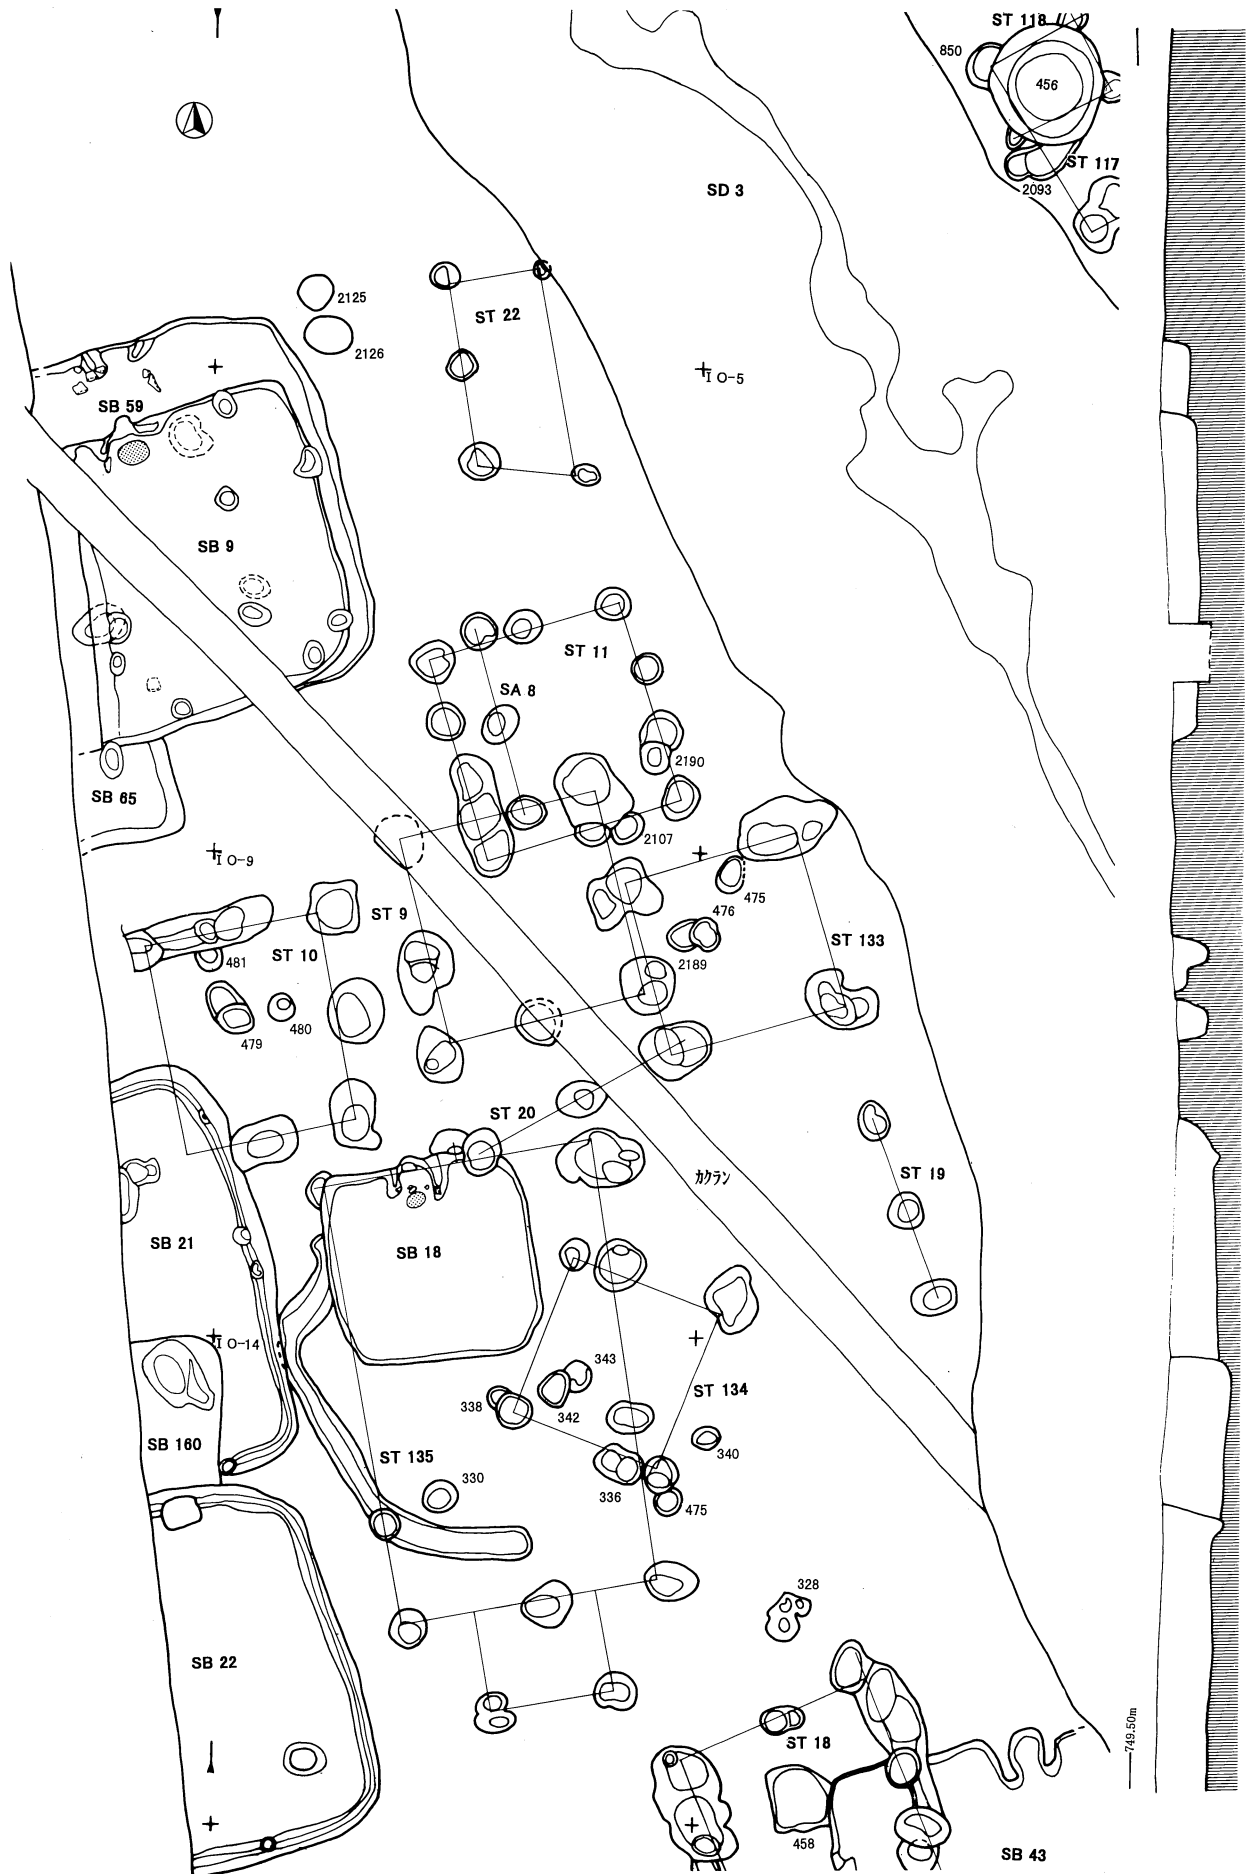 ST 118
850
456
ST 117
2093
SD 3
2125
2126
ST 22
I O-5
SB 59
SB 9
ST 11
SA 8
2190
SB 65
2107
I O-9
475
476
ST 9
ST 133
ST 10
481
2189
480
479
ST 20
カクラン
ST 19
SB 21
SB 18
I O-14
343
ST 134
338
342
340
SB 160
ST 135
330
336
475
328
SB 22
749.50m
ST 18
458
SB 43